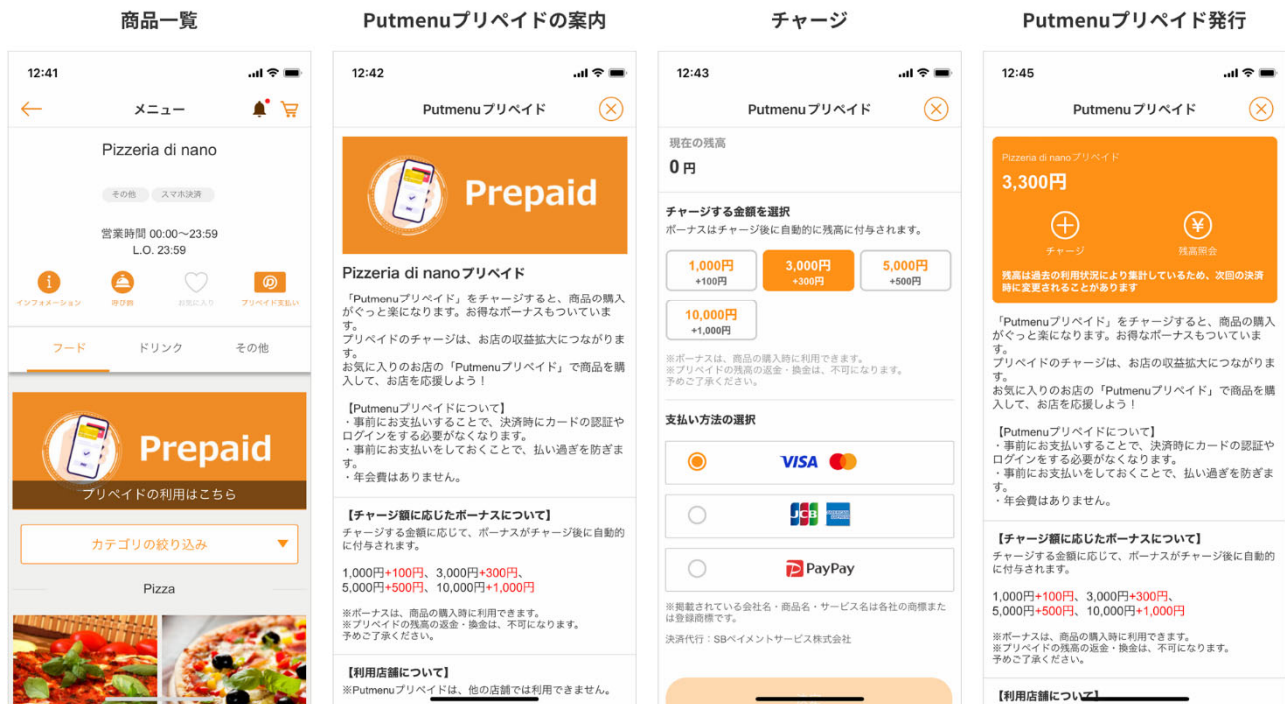 商品一覧
12:41
メニュー
Pizzeria di nano
その他 スマホ決済
営業時間 00:00〜23:59
L.O. 23:59
インフォメーション 呼び鈴 お気に入り プリペイド支払い
フード ドリンク その他
Prepaid
プリペイドの利用はこちら
カテゴリの絞り込み
Pizza
Putmenuプリペイドの案内
12:42
Putmenuプリペイド
Prepaid
Pizzeria di nanoプリペイド
「Putmenuプリペイド」をチャージすると、商品の購入
がぐっと楽になります。お得なボーナスもついていま
す。
プリペイドのチャージは、お店の収益拡大につながりま
す。
お気に入りのお店の「Putmenuプリペイド」で商品を購
入して、お店を応援しよう！
【Putmenuプリペイドについて】
・事前にお支払いすることで、決済時にカードの認証や
ログインをする必要がなくなります。
・事前にお支払いをしておくことで、払い過ぎを防ぎま
す。
・年会費はありません。
【チャージ額に応じたボーナスについて】
チャージする金額に応じて、ボーナスがチャージ後に自動的
に付与されます。
1,000円+100円、3,000円+300円、
5,000円+500円、10,000円+1,000円
※ボーナスは、商品の購入時に利用できます。
※プリペイドの残高の返金・換金は、不可になります。
予めご了承ください。
【利用店舗について】
※Putmenuプリペイドは、他の店舗では利用できません。
チャージ
12:43
Putmenuプリペイド
現在の残高
0 円
チャージする金額を選択
ボーナスはチャージ後に自動的に残高に付与されます。
1,000円 3,000円 5,000円
+100円 +300円 +500円
10,000円
+1,000円
※ボーナスは、商品の購入時に利用できます。
※プリペイドの残高の返金・換金は、不可になります。
予めご了承ください。
支払い方法の選択
VISA
JCB
PayPay
※掲載されている会社名・商品名・サービス名は各社の商標また
は登録商標です。
決済代行：SBペイメントサービス株式会社
Putmenuプリペイド発行
12:45
Putmenuプリペイド
Pizzeria di nanoプリペイド
3,300円
チャージ 残高照会
残高は過去の利用状況により集計しているため、次回の決済
時に変更されることがあります
「Putmenuプリペイド」をチャージすると、商品の購入
がぐっと楽になります。お得なボーナスもついていま
す。
プリペイドのチャージは、お店の収益拡大につながりま
す。
お気に入りのお店の「Putmenuプリペイド」で商品を購
入して、お店を応援しよう！
【Putmenuプリペイドについて】
・事前にお支払いすることで、決済時にカードの認証や
ログインをする必要がなくなります。
・事前にお支払いをしておくことで、払い過ぎを防ぎま
す。
・年会費はありません。
【チャージ額に応じたボーナスについて】
チャージする金額に応じて、ボーナスがチャージ後に自動的
に付与されます。
1,000円+100円、3,000円+300円、
5,000円+500円、10,000円+1,000円
※ボーナスは、商品の購入時に利用できます。
※プリペイドの残高の返金・換金は、不可になります。
予めご了承ください。
【利用店舗について】